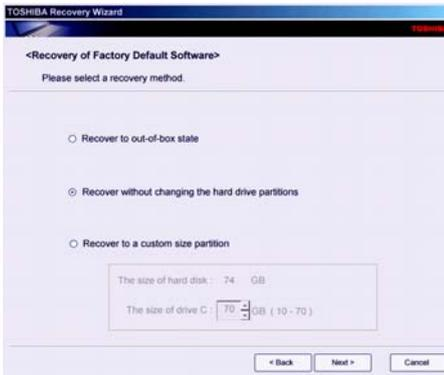 TOSHIBA Recovery Wizard
TOSHIBA
<Recovery of Factory Default Software>
Please select a recovery method.
Recover to out-of-box state
Recover without changing the hard drive partitions
Recover to a custom size partition
The size of hard disk : 74 GB
The size of drive C : 70 GB ( 10 - 70 )
< Back Next > Cancel